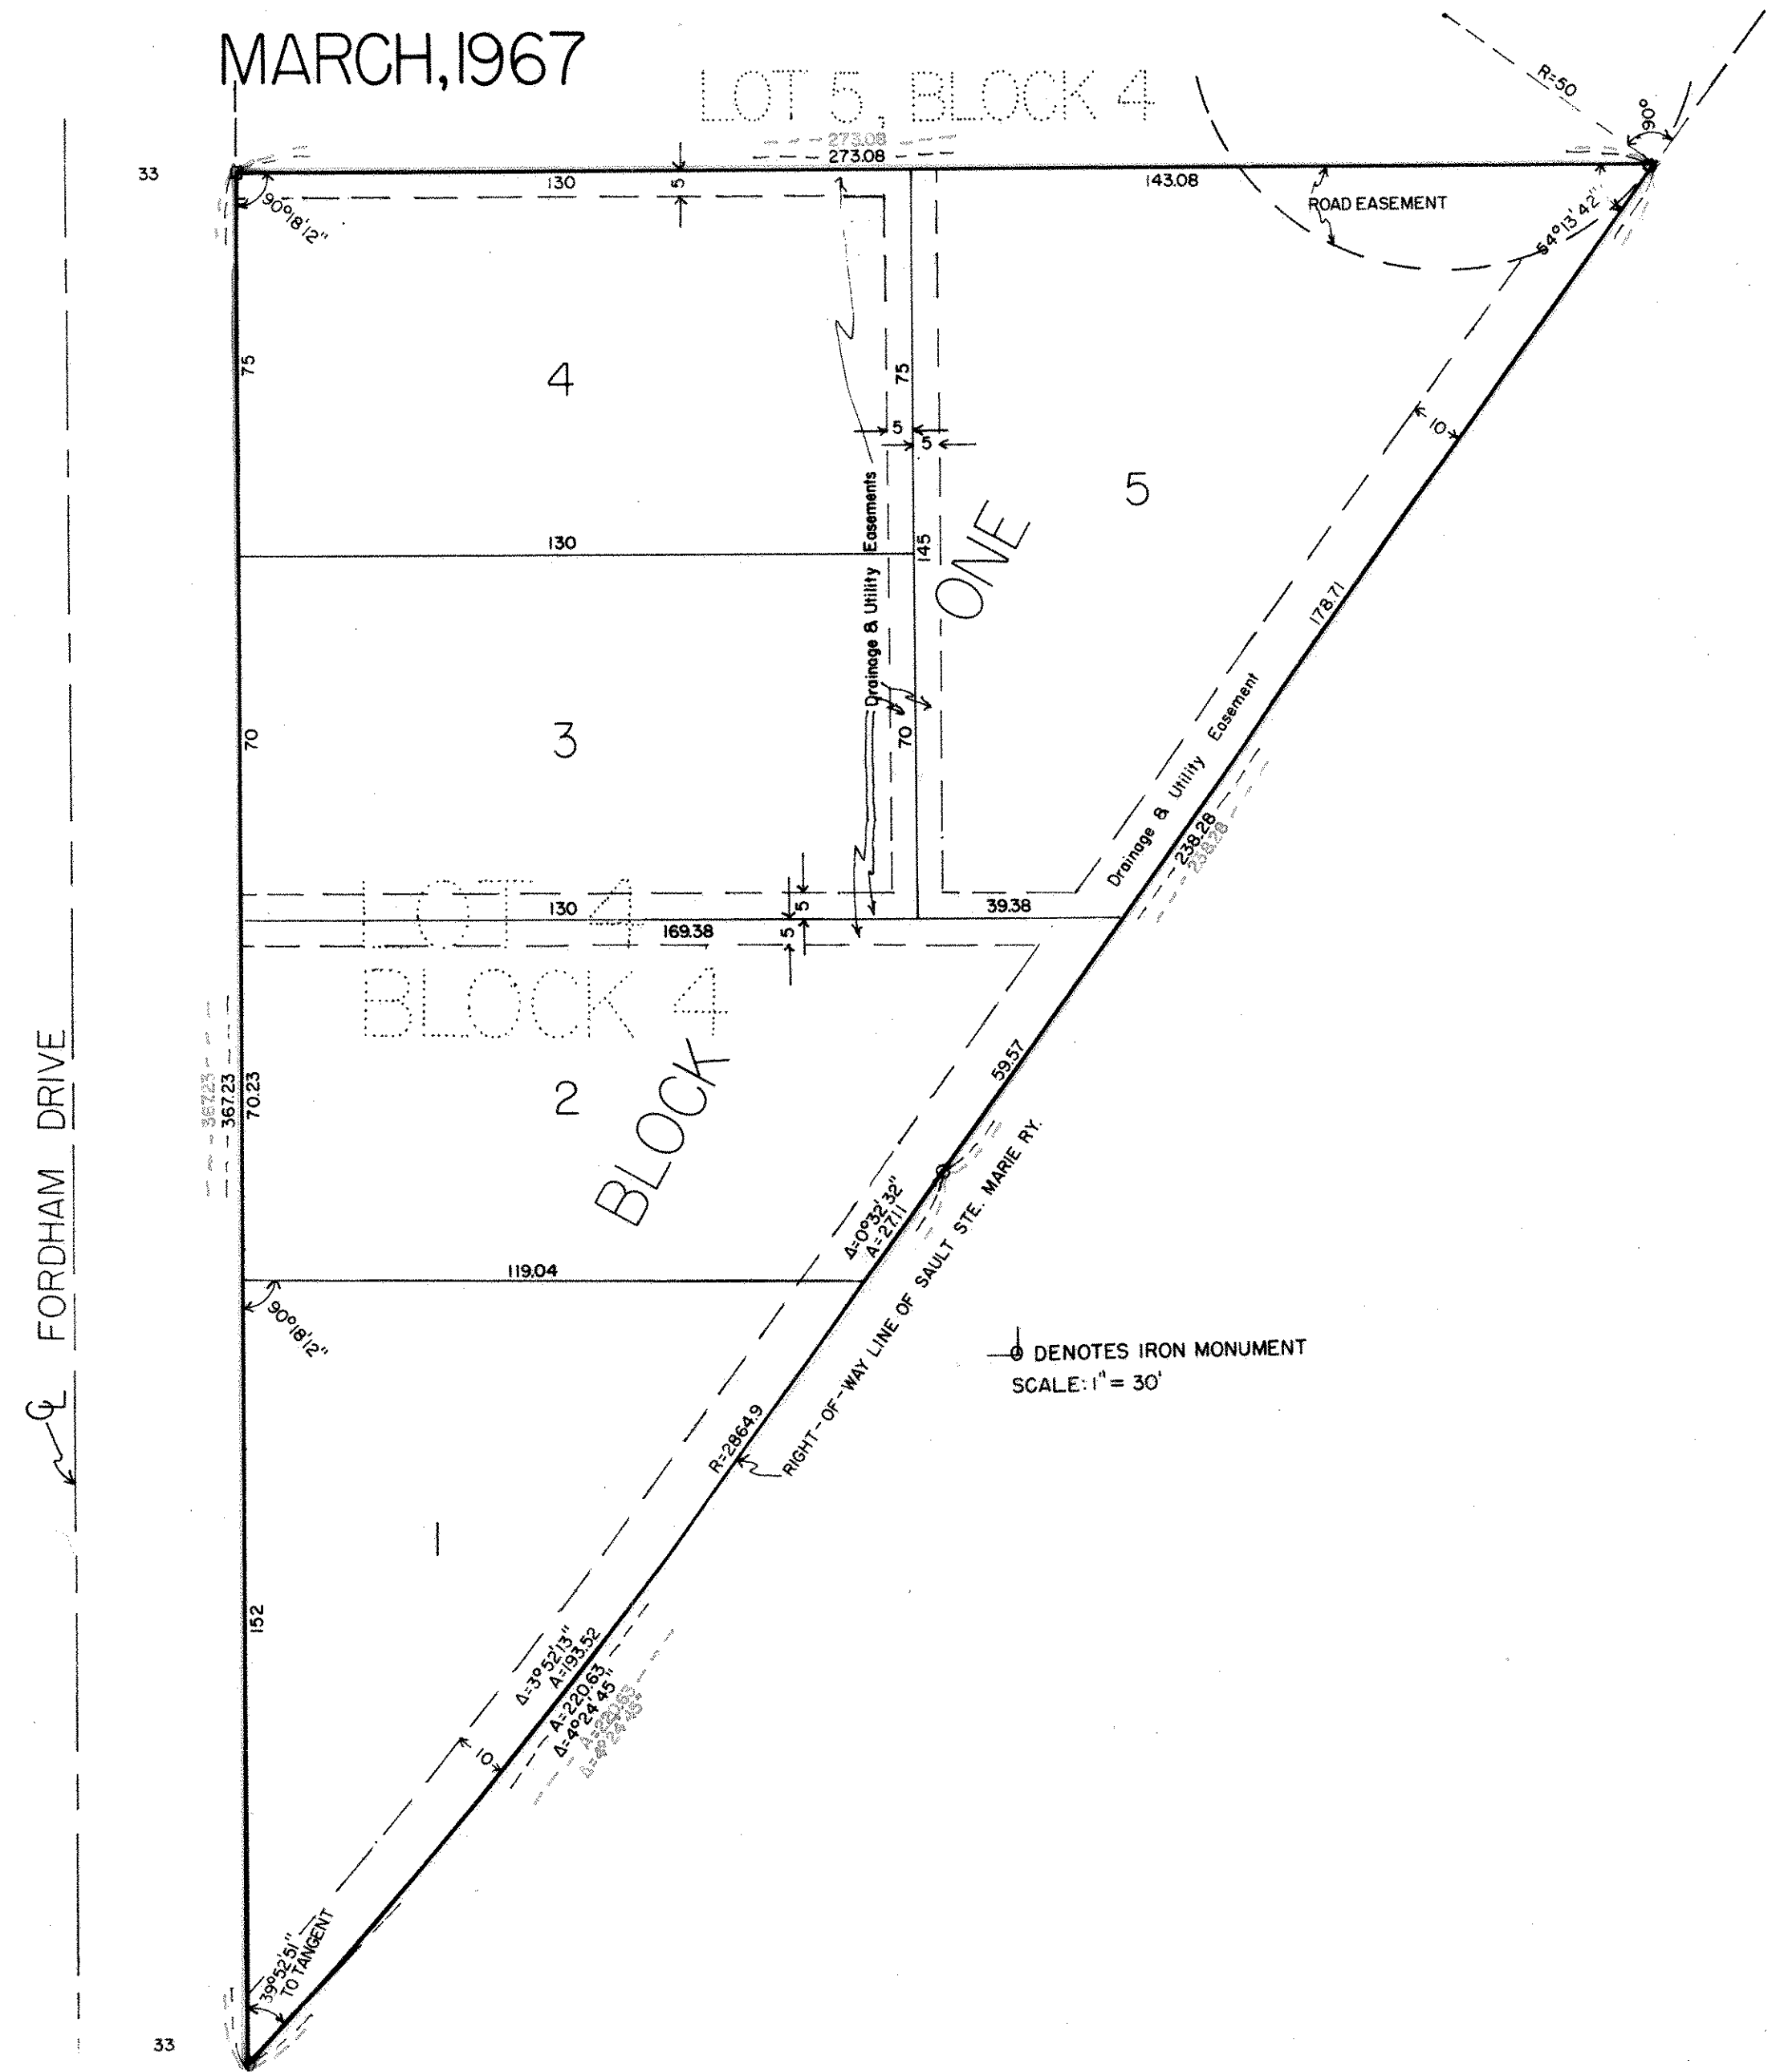 MARCH, 1967
LOT 5, BLOCK 4
R=50
90°
273.08
273.08
33
130
5
143.08
90°18'12"
ROAD EASEMENT
54°13'42"
75
4
75
10
5
5
5
Drainage & Utility Easements
ONE
130
145
178.71
70
3
70
Drainage & Utility Easement
238.28
238.28
LOT 4
130
5
39.38
169.38
5
BLOCK 4
℄ FORDHAM DRIVE
367.23
367.23
70.23
2
BLOCK
59.57
Δ=0°32'32"
A=27.11
RIGHT-OF-WAY LINE OF SAULT STE. MARIE RY.
119.04
90°18'12"
DENOTES IRON MONUMENT
SCALE: 1" = 30'
R=2864.9
1
152
Δ=3°52'13"
A=193.52
A=220.63
Δ=4°24'45"
A=220.63
Δ=4°24'45"
10
39°52'51"
TO TANGENT
33